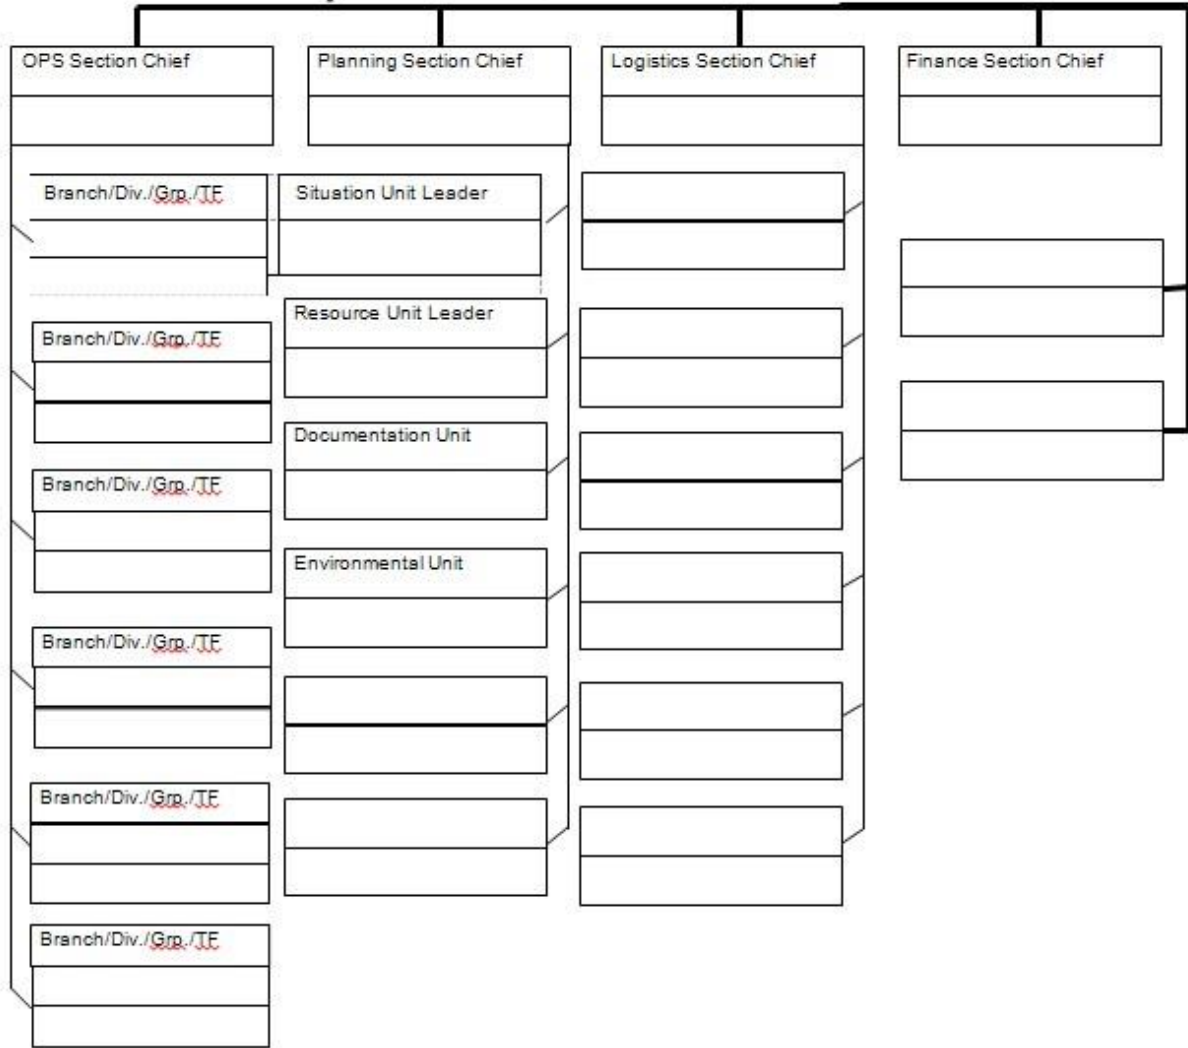 OPS Section Chief
Planning Section Chief
Logistics Section Chief
Finance Section Chief
Branch/Div./Grp./TF
Situation Unit Leader
Branch/Div./Grp./TF
Resource Unit Leader
Branch/Div./Grp./TF
Documentation Unit
Branch/Div./Grp./TF
Environmental Unit
Branch/Div./Grp./TF
Branch/Div./Grp./TF